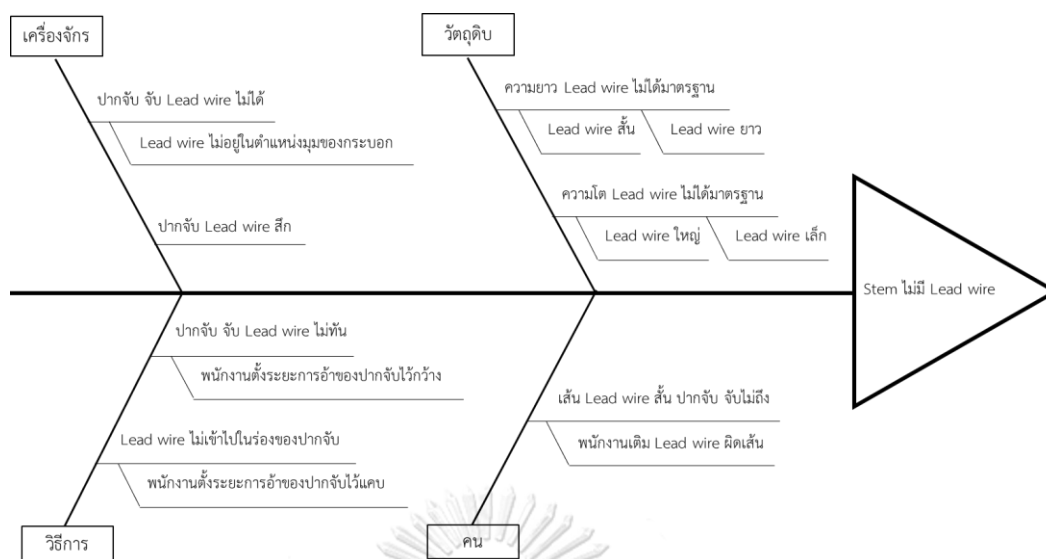 เครื่องจักร
วัตถุดิบ
ปากจับ จับ Lead wire ไม่ได้
Lead wire ไม่อยู่ในตำแหน่งมุมของกระบอก
ปากจับ Lead wire สึก
ความยาว Lead wire ไม่ได้มาตรฐาน
Lead wire สั้น
Lead wire ยาว
ความโต Lead wire ไม่ได้มาตรฐาน
Lead wire ใหญ่
Lead wire เล็ก
Stem ไม่มี Lead wire
ปากจับ จับ Lead wire ไม่ทัน
พนักงานตั้งระยะการอ้าของปากจับไว้กว้าง
Lead wire ไม่เข้าไปในร่องของปากจับ
พนักงานตั้งระยะการอ้าของปากจับไว้แคบ
เส้น Lead wire สั้น ปากจับ จับไม่ถึง
พนักงานเติม Lead wire ผิดเส้น
วิธีการ
คน